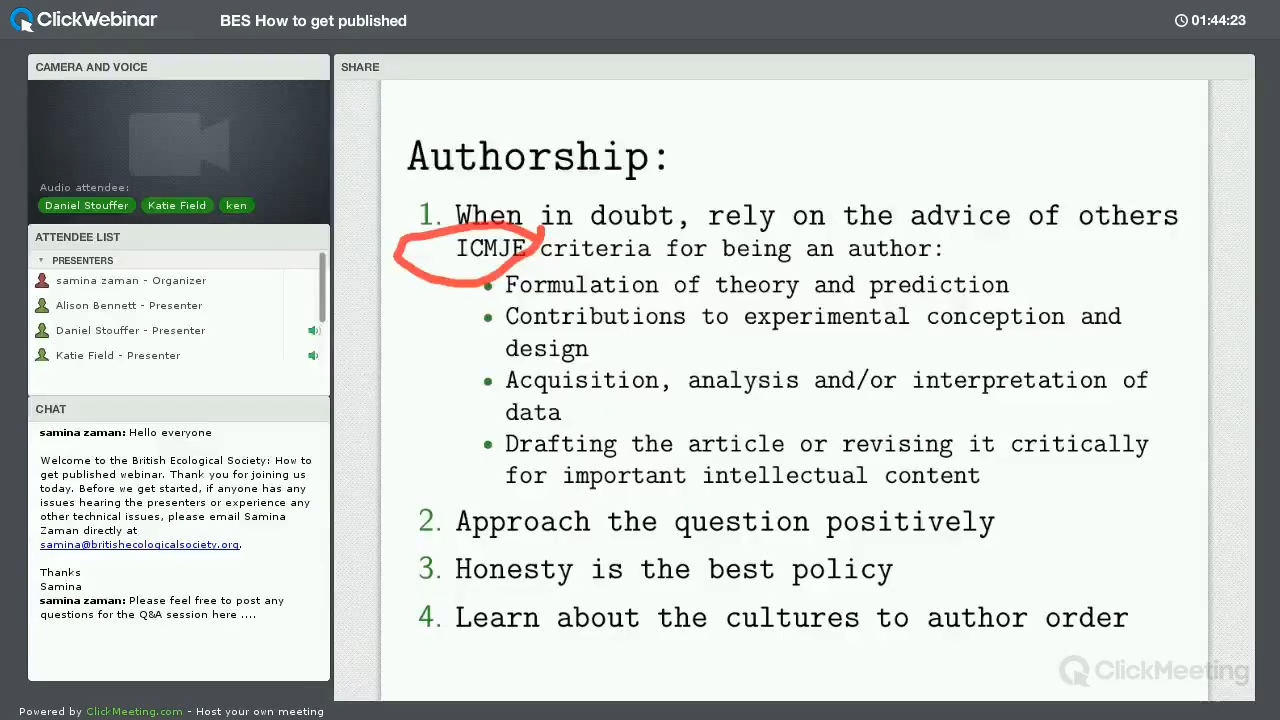 ClickWebinar
BES How to get published
01:44:23
CAMERA AND VOICE
Audio attendee:
Daniel Stouffer
Katie Field
ken
ATTENDEE LIST
PRESENTERS
samina zaman - Organizer
Alison Bennett - Presenter
Daniel Stouffer - Presenter
Katie Field - Presenter
CHAT
samina zaman: Hello everyone
Welcome to the British Ecological Society: How to
get published webinar. Thank you for joining us
today. Before we get started, if anyone has any
issues hearing the presenters or experience any
other technical issues, please email Samina
Zaman directly at
samina@britishecologicalsociety.org.
Thanks
Samina
samina zaman: Please feel free to post any
questions for the Q&A session here ....
SHARE
Authorship:
1. When in doubt, rely on the advice of others
ICMJE criteria for being an author:
• Formulation of theory and prediction
• Contributions to experimental conception and
design
• Acquisition, analysis and/or interpretation of
data
• Drafting the article or revising it critically
for important intellectual content
2. Approach the question positively
3. Honesty is the best policy
4. Learn about the cultures to author order
ClickMeeting
Powered by ClickMeeting.com - Host your own meeting